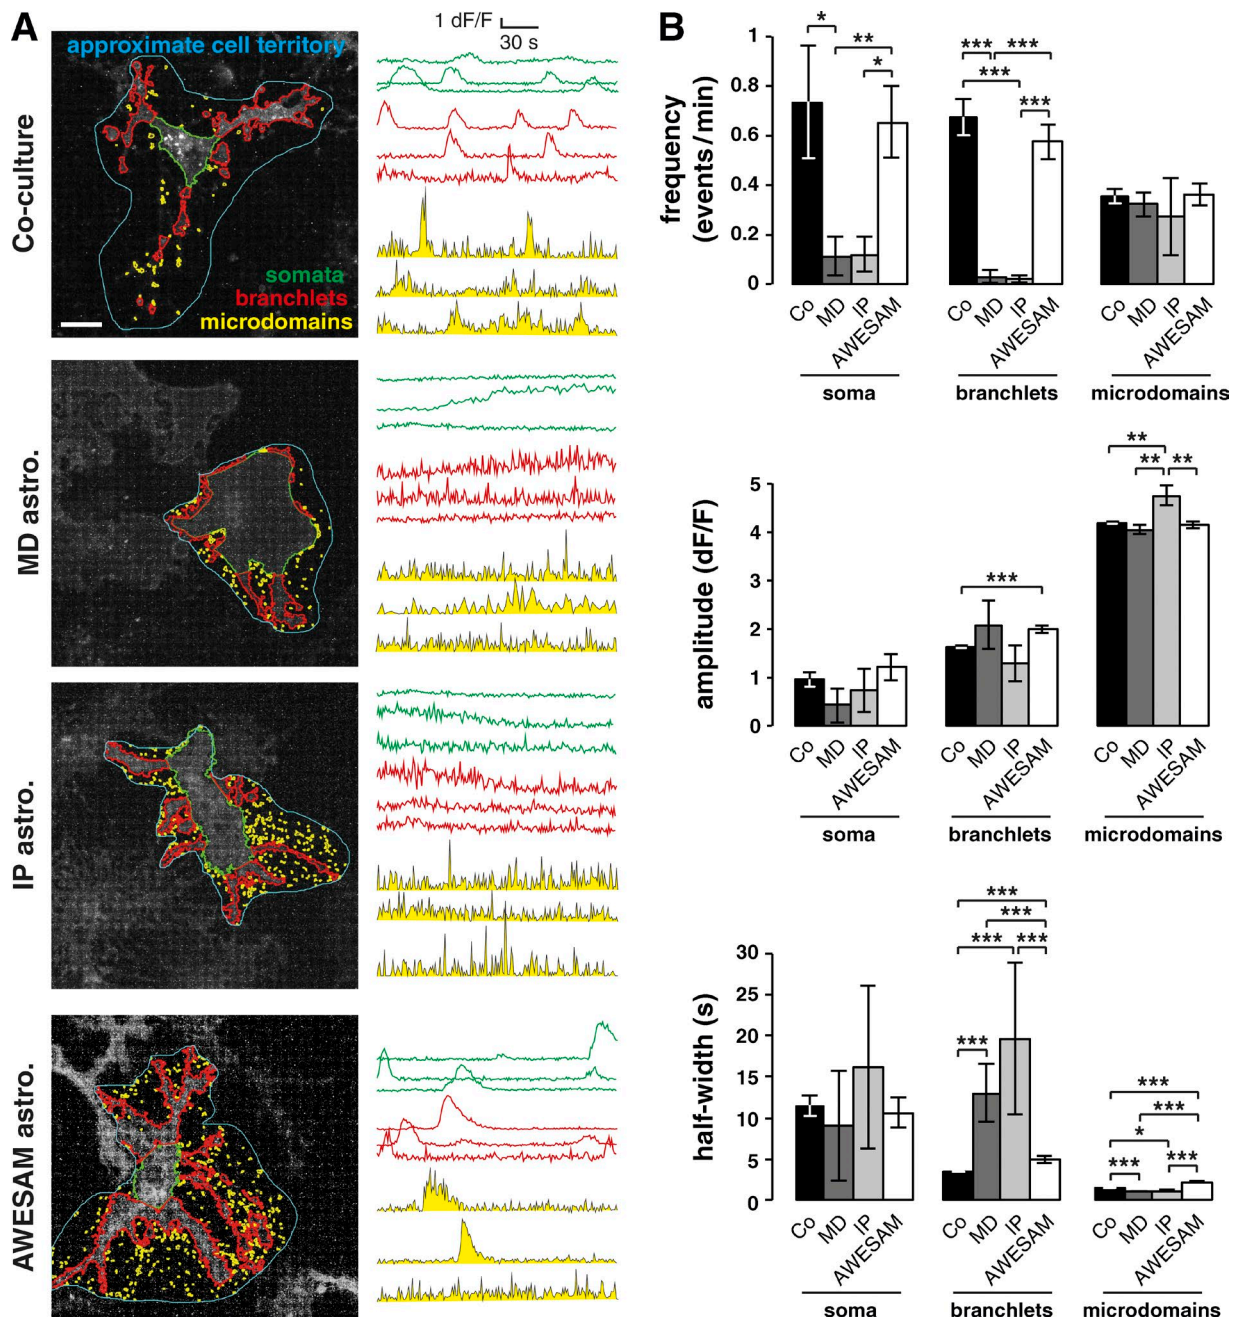 A
1 dF/F
30 s
Co-culture
approximate cell territory
somata
branchlets
microdomains
MD astro.
IP astro.
AWESAM astro.
B
frequency
(events/min)
1
0.8
0.6
0.4
0.2
0
*
**
*
***
***
***
***
Co
MD
IP
AWESAM
soma
Co
MD
IP
AWESAM
branchlets
Co
MD
IP
AWESAM
microdomains
amplitude (dF/F)
5
4
3
2
1
0
***
**
**
**
Co
MD
IP
AWESAM
soma
Co
MD
IP
AWESAM
branchlets
Co
MD
IP
AWESAM
microdomains
half-width (s)
30
25
20
15
10
5
0
***
***
***
***
***
***
***
*
***
***
Co
MD
IP
AWESAM
soma
Co
MD
IP
AWESAM
branchlets
Co
MD
IP
AWESAM
microdomains